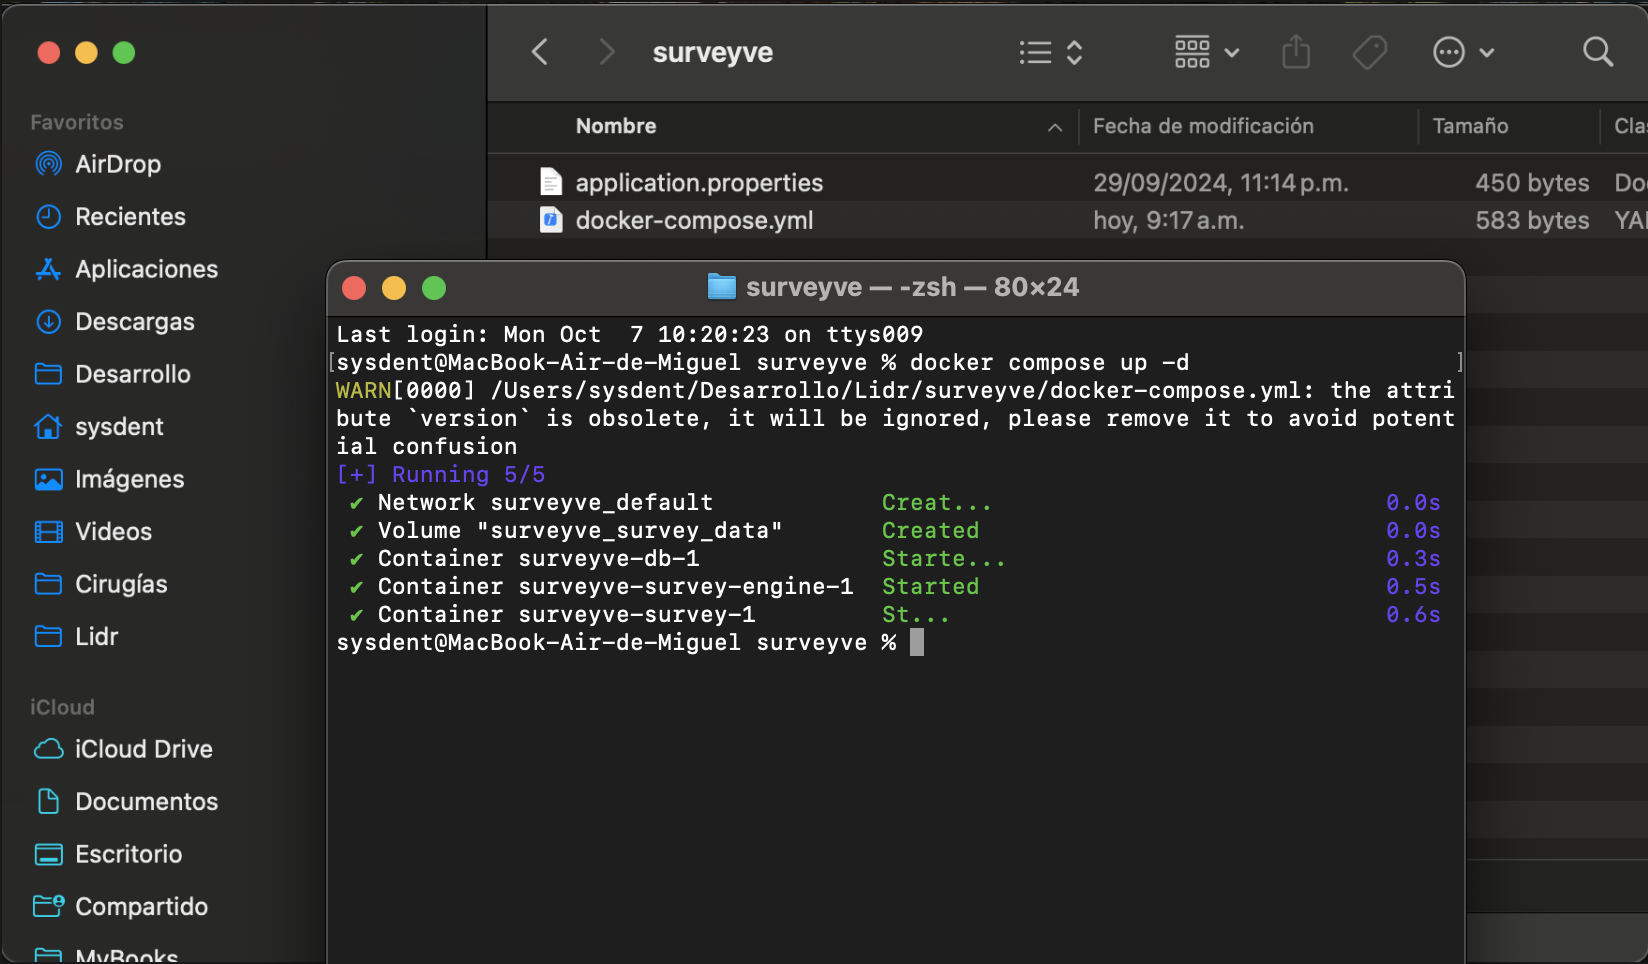 surveyve
Favoritos
AirDrop
Recientes
Aplicaciones
Descargas
Desarrollo
sysdent
Imágenes
Videos
Cirugías
Lidr
iCloud
iCloud Drive
Documentos
Escritorio
Compartido
MyBooks
Nombre Fecha de modificación Tamaño Clas
application.properties 29/09/2024, 11:14 p.m. 450 bytes Do
docker-compose.yml hoy, 9:17 a.m. 583 bytes YA
surveyve — -zsh — 80×24
Last login: Mon Oct  7 10:20:23 on ttys009
[sysdent@MacBook-Air-de-Miguel surveyve % docker compose up -d ]
WARN[0000] /Users/sysdent/Desarrollo/Lidr/surveyve/docker-compose.yml: the attri
bute `version` is obsolete, it will be ignored, please remove it to avoid potent
ial confusion
[+] Running 5/5
✔ Network surveyve_default Creat... 0.0s
✔ Volume "surveyve_survey_data" Created 0.0s
✔ Container surveyve-db-1 Starte... 0.3s
✔ Container surveyve-survey-engine-1 Started 0.5s
✔ Container surveyve-survey-1 St... 0.6s
sysdent@MacBook-Air-de-Miguel surveyve %